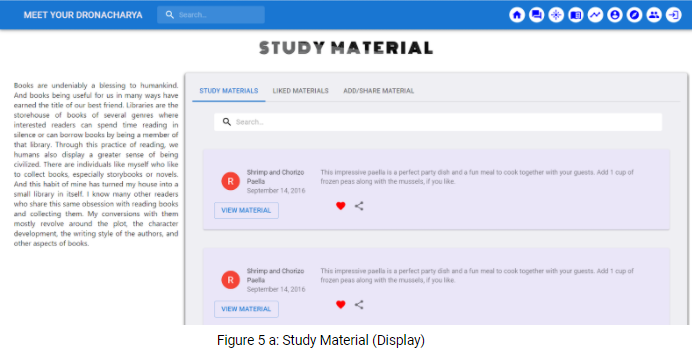 MEET YOUR DRONACHARYA
Search...
STUDY MATERIAL
Books are undeniably a blessing to humankind.
And books being useful for us in many ways have
earned the title of our best friend. Libraries are the
storehouse of books of several genres where
interested readers can spend time reading in
silence or can borrow books by being a member of
that library. Through this practice of reading, we
humans also display a greater sense of being
civilized. There are individuals like myself who like
to collect books, especially storybooks or novels.
And this habit of mine has turned my house into a
small library in itself. I know many other readers
who share this same obsession with reading books
and collecting them. My conversions with them
mostly revolve around the plot, the character
development, the writing style of the authors, and
other aspects of books.
STUDY MATERIALS LIKED MATERIALS ADD/SHARE MATERIAL
Search...
R
Shrimp and Chorizo
Paella
September 14, 2016
This impressive paella is a perfect party dish and a fun meal to cook together with your guests. Add 1 cup of
frozen peas along with the mussels, if you like.
VIEW MATERIAL
R
Shrimp and Chorizo
Paella
September 14, 2016
This impressive paella is a perfect party dish and a fun meal to cook together with your guests. Add 1 cup of
frozen peas along with the mussels, if you like.
VIEW MATERIAL
Figure 5 a: Study Material (Display)